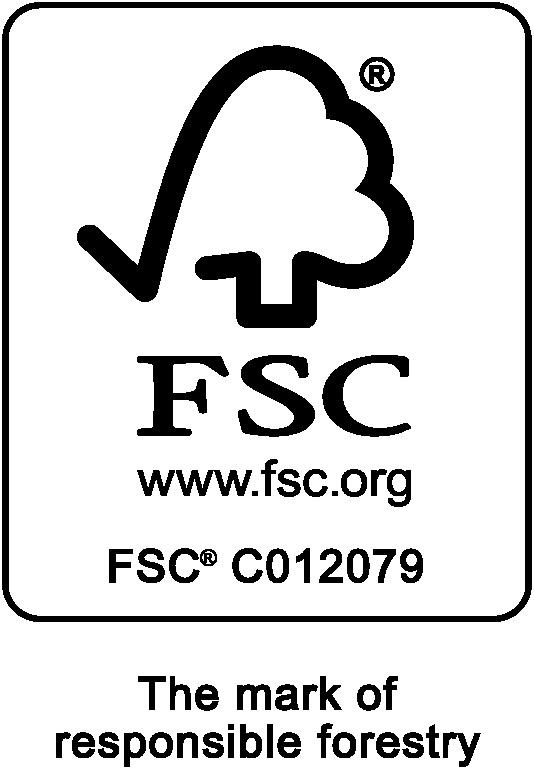 ®
FSC
www.fsc.org
FSC® C012079
The mark of
responsible forestry